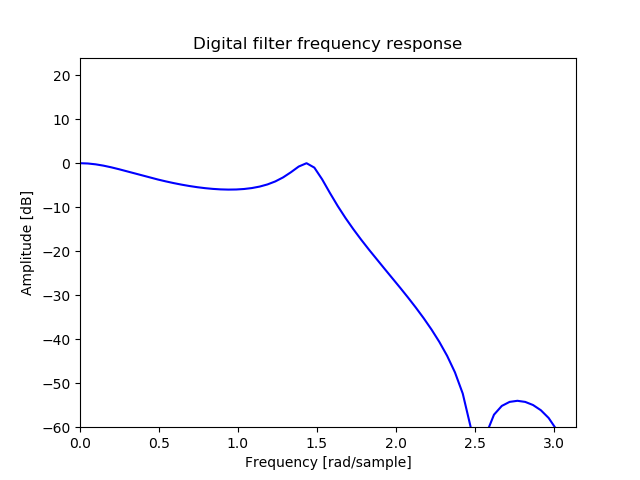 Digital filter frequency response
Amplitude [dB]
20
10
0
−10
−20
−30
−40
−50
−60
0.0 0.5 1.0 1.5 2.0 2.5 3.0
Frequency [rad/sample]